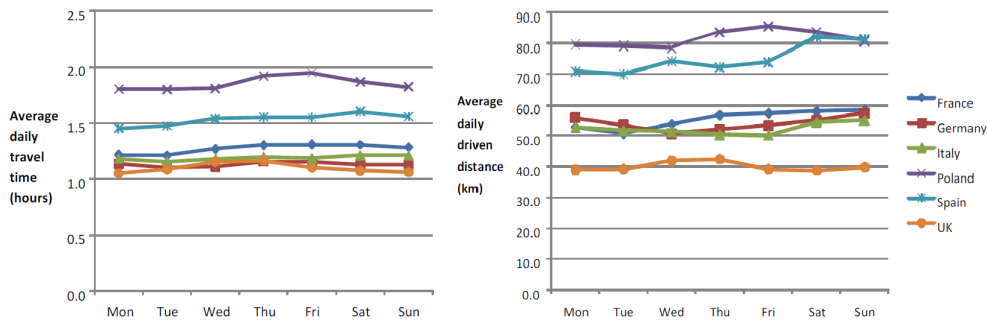 2.5
2.0
1.5
1.0
0.5
0.0
Average
daily
travel
time
(hours)
Mon Tue Wed Thu Fri Sat Sun
90.0
80.0
70.0
60.0
50.0
40.0
30.0
20.0
10.0
0.0
Average
daily
driven
distance
(km)
Mon Tue Wed Thu Fri Sat Sun
France
Germany
Italy
Poland
Spain
UK